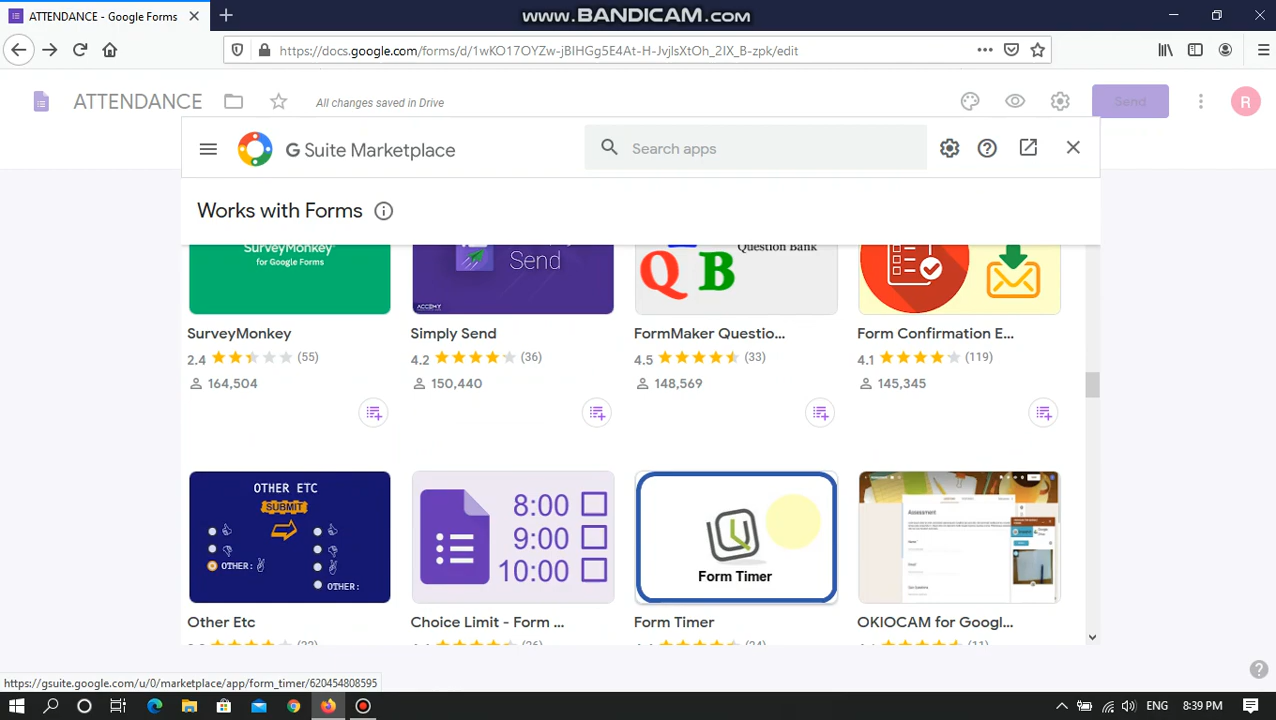 www.BANDICAM.com
ATTENDANCE - Google Forms
https://docs.google.com/forms/d/1wKO17OYZw-jBIHGg5E4At-H-JvjlsXtOh_2IX_B-zpk/edit
ATTENDANCE
All changes saved in Drive
Send
R
G Suite Marketplace
Search apps
Works with Forms
SurveyMonkey
for Google Forms
Send
ACCEMY
Question Bank
Q B
SurveyMonkey
2.4 (55)
164,504
Simply Send
4.2 (36)
150,440
FormMaker Questio...
4.5 (33)
148,569
Form Confirmation E...
4.1 (119)
145,345
OTHER ETC
SUBMIT
OTHER:
OTHER:
8:00
9:00
10:00
Form Timer
Assessment
Other Etc
Choice Limit - Form ...
Form Timer
OKIOCAM for Googl...
https://gsuite.google.com/u/0/marketplace/app/form_timer/620454808595
ENG
8:39 PM